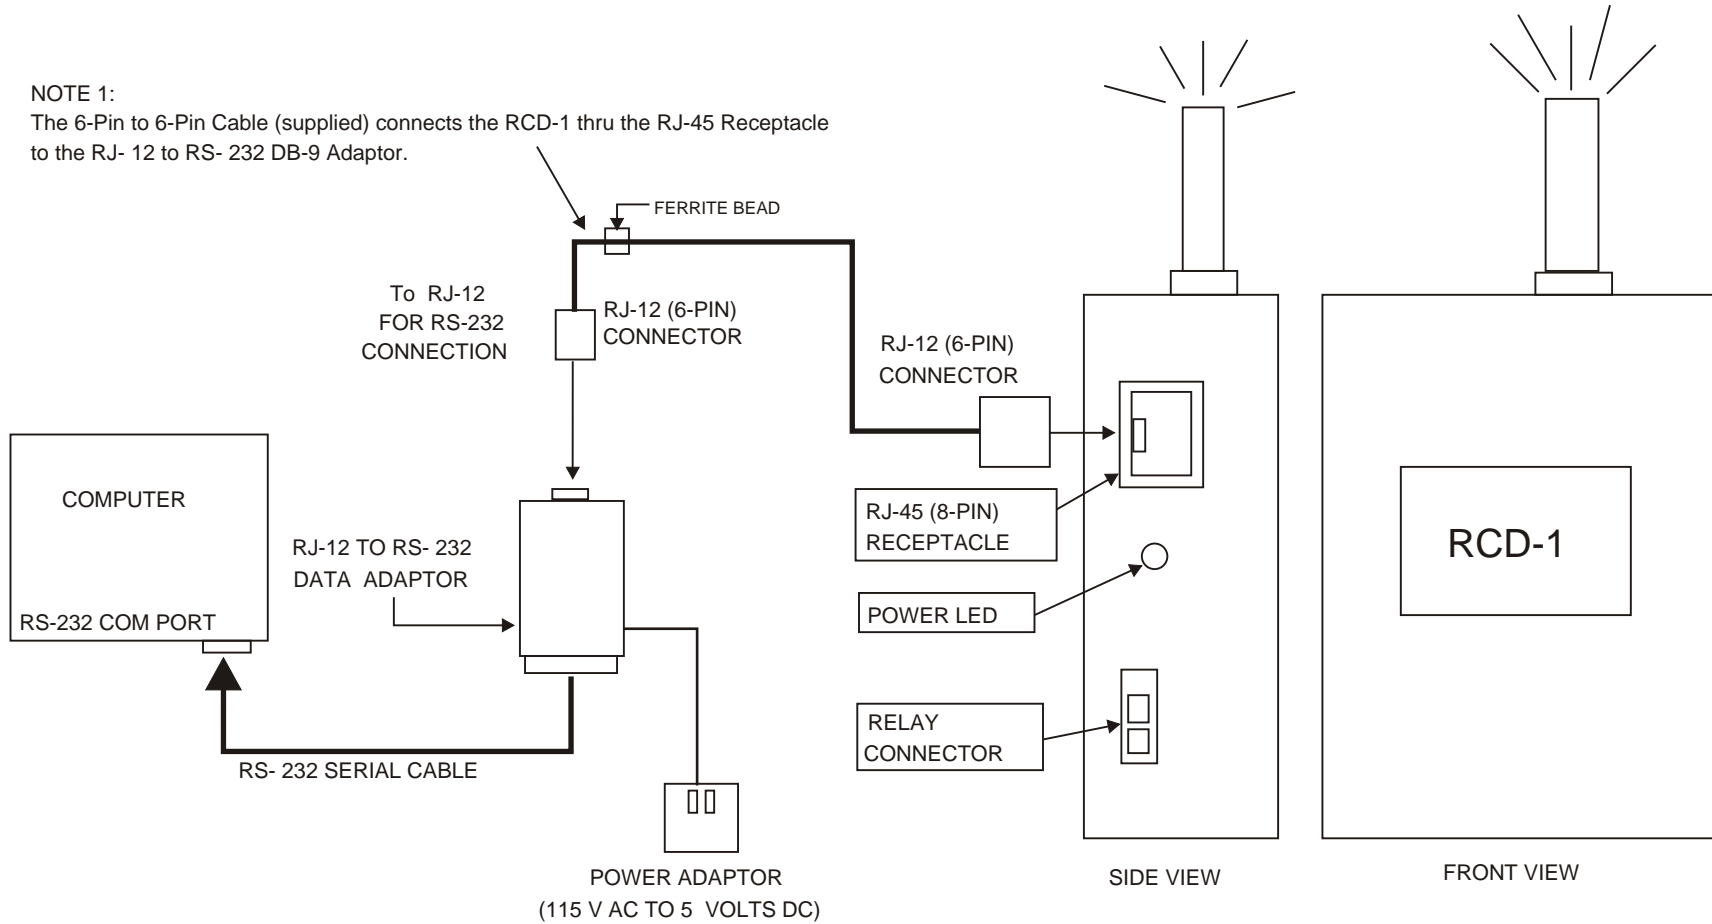 NOTE 1:
The 6-Pin to 6-Pin Cable (supplied) connects the RCD-1 thru the RJ-45 Receptacle
to the RJ- 12 to RS- 232 DB-9 Adaptor.
FERRITE BEAD
To RJ-12
FOR RS-232
CONNECTION
RJ-12 (6-PIN)
CONNECTOR
RJ-12 (6-PIN)
CONNECTOR
COMPUTER
RS-232 COM PORT
RJ-12 TO RS- 232
DATA ADAPTOR
RJ-45 (8-PIN)
RECEPTACLE
POWER LED
RELAY
CONNECTOR
RCD-1
RS- 232 SERIAL CABLE
POWER ADAPTOR
(115 V AC TO 5 VOLTS DC)
SIDE VIEW
FRONT VIEW